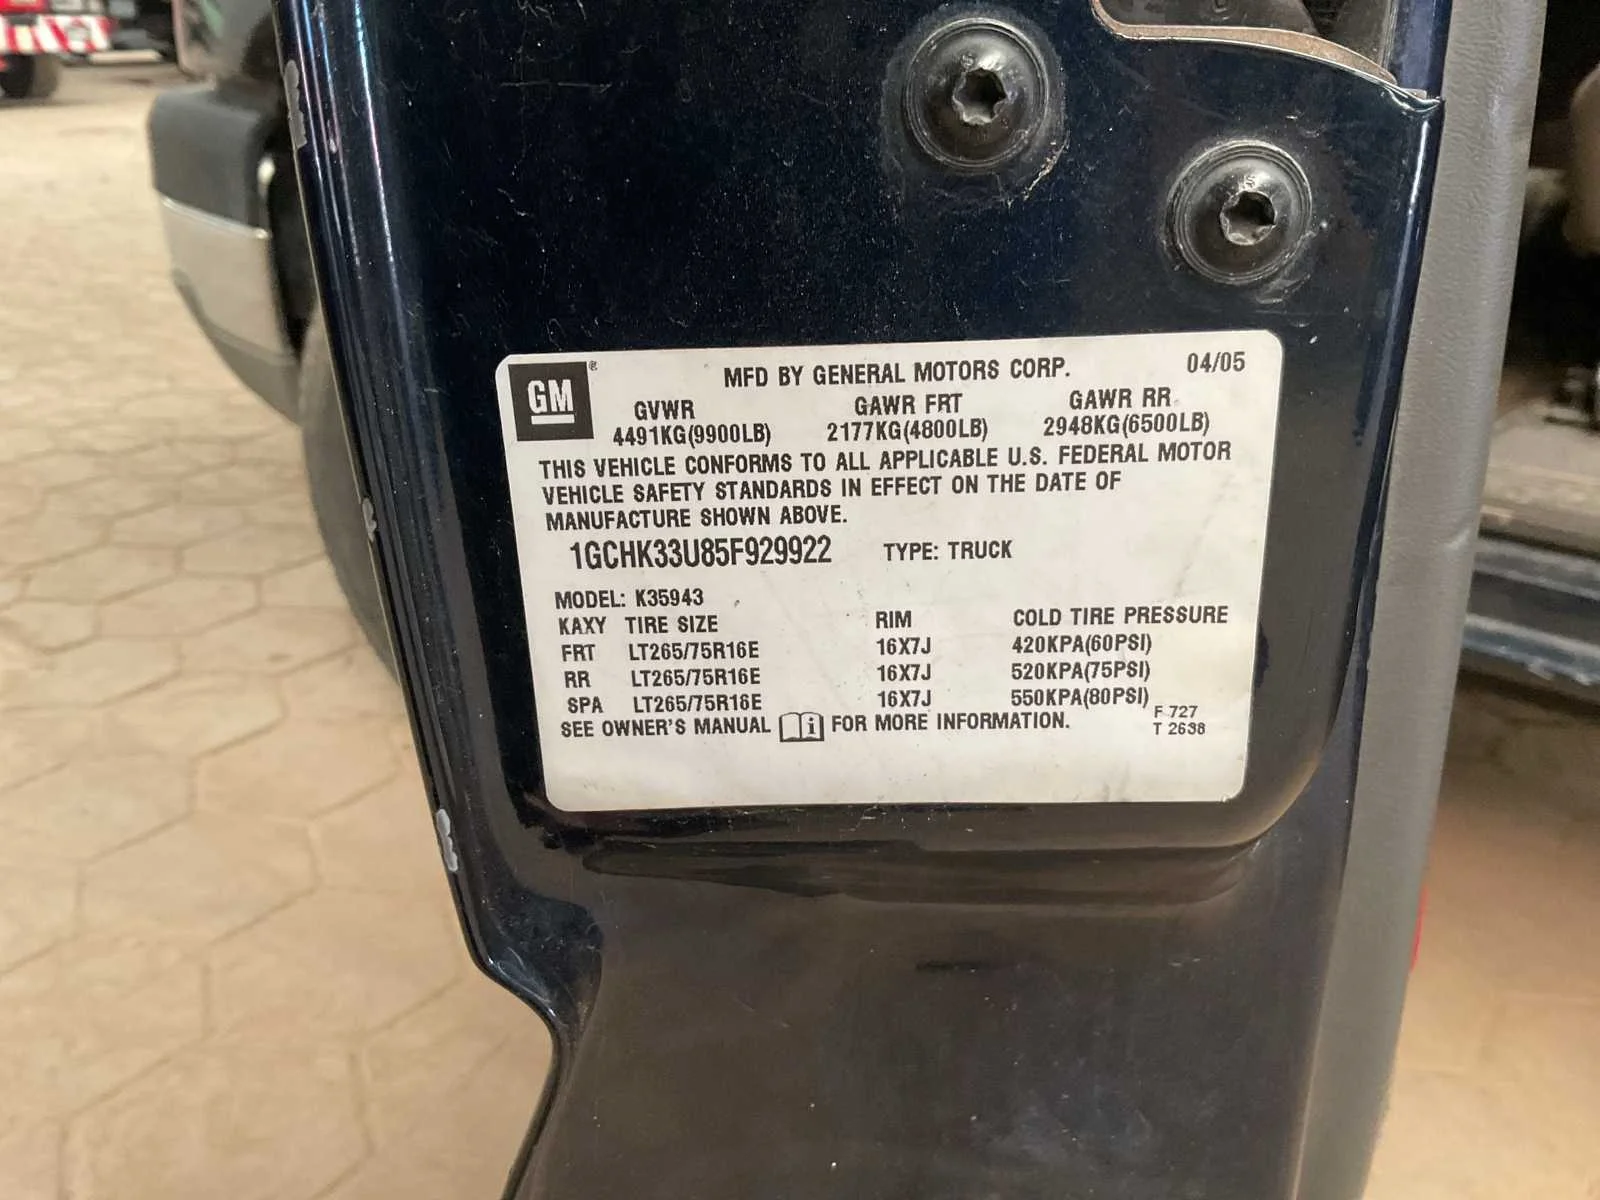 GM ®
MFD BY GENERAL MOTORS CORP. 04/05
GVWR GAWR FRT GAWR RR
4491KG(9900LB) 2177KG(4800LB) 2948KG(6500LB)
THIS VEHICLE CONFORMS TO ALL APPLICABLE U.S. FEDERAL MOTOR
VEHICLE SAFETY STANDARDS IN EFFECT ON THE DATE OF
MANUFACTURE SHOWN ABOVE.
1GCHK33U85F929922 TYPE: TRUCK
MODEL: K35943
KAXY TIRE SIZE RIM COLD TIRE PRESSURE
FRT LT265/75R16E 16X7J 420KPA(60PSI)
RR LT265/75R16E 16X7J 520KPA(75PSI)
SPA LT265/75R16E 16X7J 550KPA(80PSI)
SEE OWNER'S MANUAL i FOR MORE INFORMATION.
F 727
T 2638